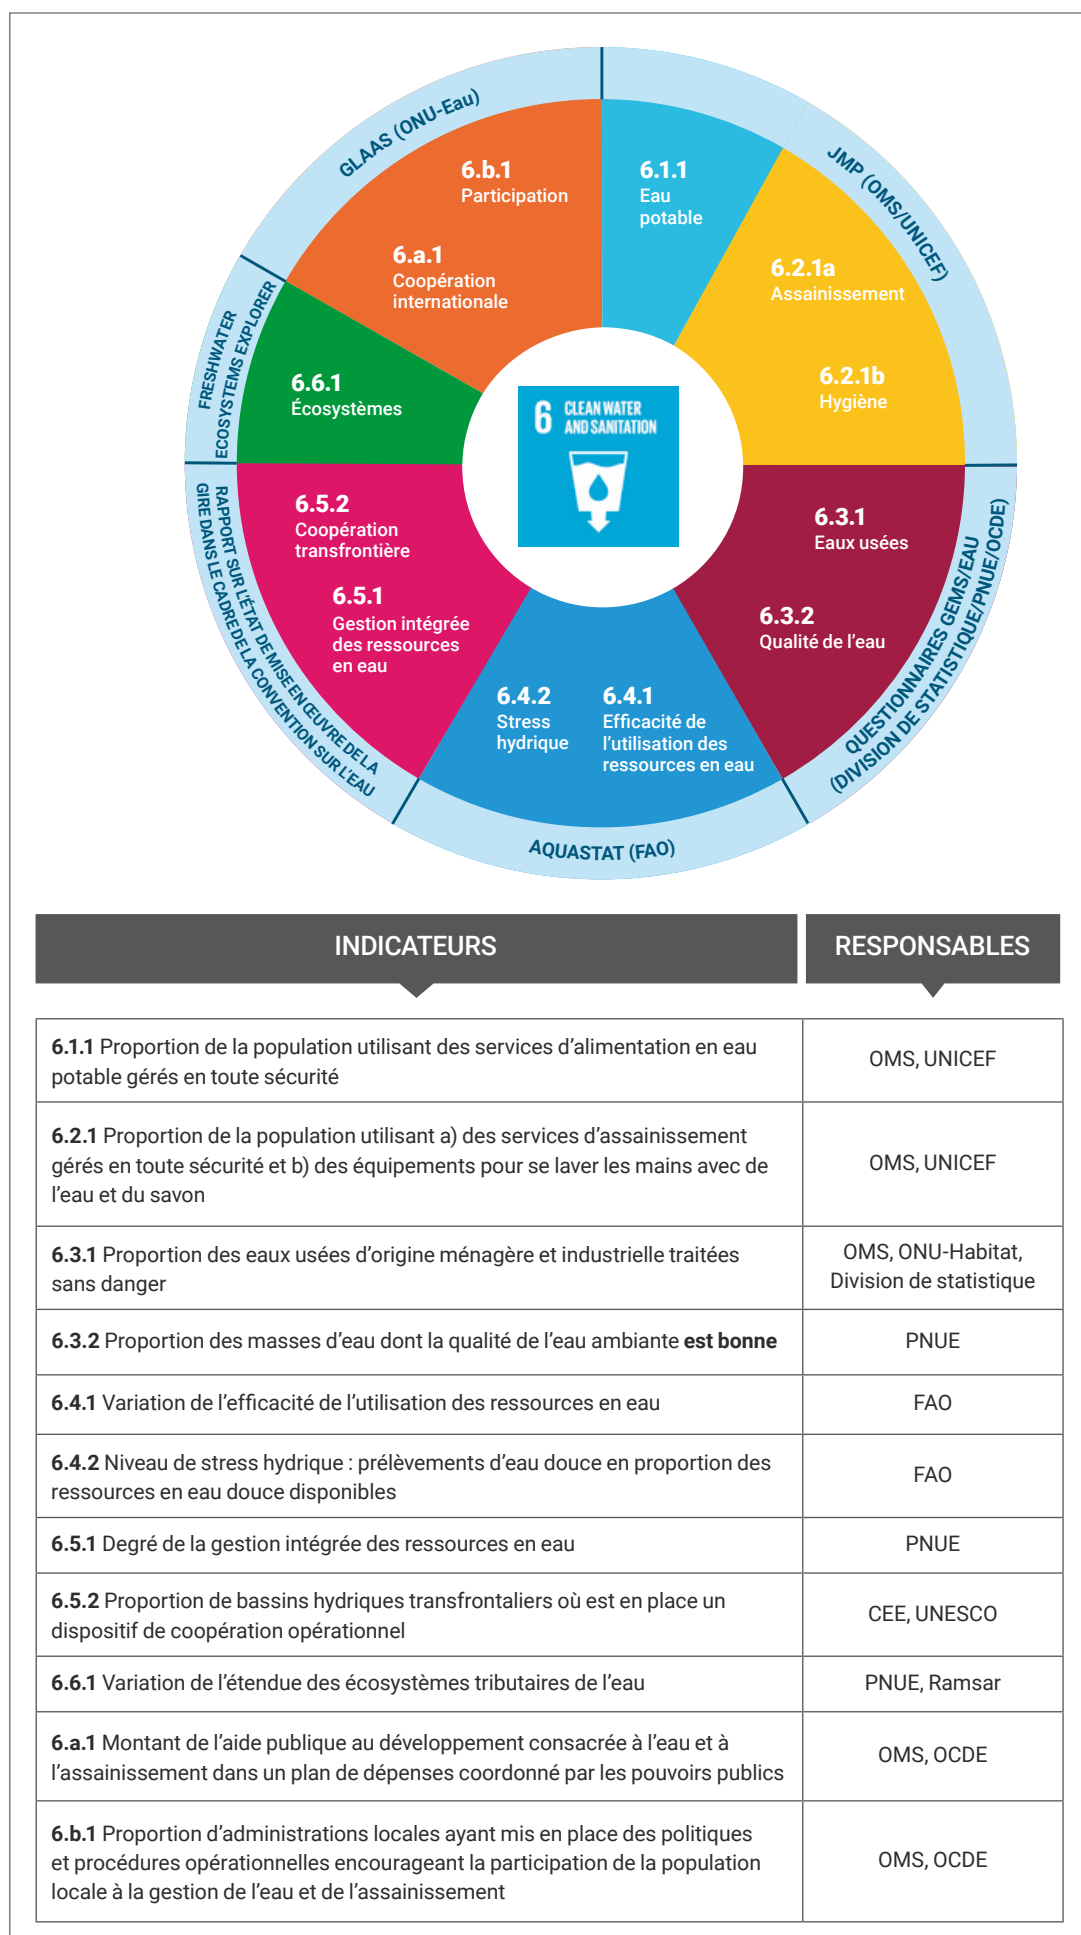 GLAAS (ONU-Eau)
JMP (OMS/UNICEF)
6.b.1
Participation
6.1.1
Eau
potable
6.a.1
Coopération
internationale
6.2.1a
Assainissement
FRESHWATER
ECOSYSTEMS EXPLORER
6.6.1
Écosystèmes
6.2.1b
Hygiène
6 CLEAN WATER
AND SANITATION
6.5.2
Coopération
transfrontière
6.3.1
Eaux usées
RAPPORT SUR L'ÉTAT DE MISE EN ŒUVRE DE LA
GIRE DANS LE CADRE DE LA CONVENTION SUR L'EAU
6.5.1
Gestion intégrée
des ressources
en eau
6.3.2
Qualité de l'eau
QUESTIONNAIRES GEMS/EAU
(DIVISION DE STATISTIQUE/PNUE/OCDE)
6.4.2
Stress
hydrique
6.4.1
Efficacité de
l'utilisation des
ressources en eau
AQUASTAT (FAO)
INDICATEURS
RESPONSABLES
6.1.1 Proportion de la population utilisant des services d'alimentation en eau
potable gérés en toute sécurité
OMS, UNICEF
6.2.1 Proportion de la population utilisant a) des services d'assainissement
gérés en toute sécurité et b) des équipements pour se laver les mains avec de
l'eau et du savon
OMS, UNICEF
6.3.1 Proportion des eaux usées d'origine ménagère et industrielle traitées
sans danger
OMS, ONU-Habitat,
Division de statistique
6.3.2 Proportion des masses d'eau dont la qualité de l'eau ambiante est bonne
PNUE
6.4.1 Variation de l'efficacité de l'utilisation des ressources en eau
FAO
6.4.2 Niveau de stress hydrique : prélèvements d'eau douce en proportion des
ressources en eau douce disponibles
FAO
6.5.1 Degré de la gestion intégrée des ressources en eau
PNUE
6.5.2 Proportion de bassins hydriques transfrontaliers où est en place un
dispositif de coopération opérationnel
CEE, UNESCO
6.6.1 Variation de l'étendue des écosystèmes tributaires de l'eau
PNUE, Ramsar
6.a.1 Montant de l'aide publique au développement consacrée à l'eau et à
l'assainissement dans un plan de dépenses coordonné par les pouvoirs publics
OMS, OCDE
6.b.1 Proportion d'administrations locales ayant mis en place des politiques
et procédures opérationnelles encourageant la participation de la population
locale à la gestion de l'eau et de l'assainissement
OMS, OCDE